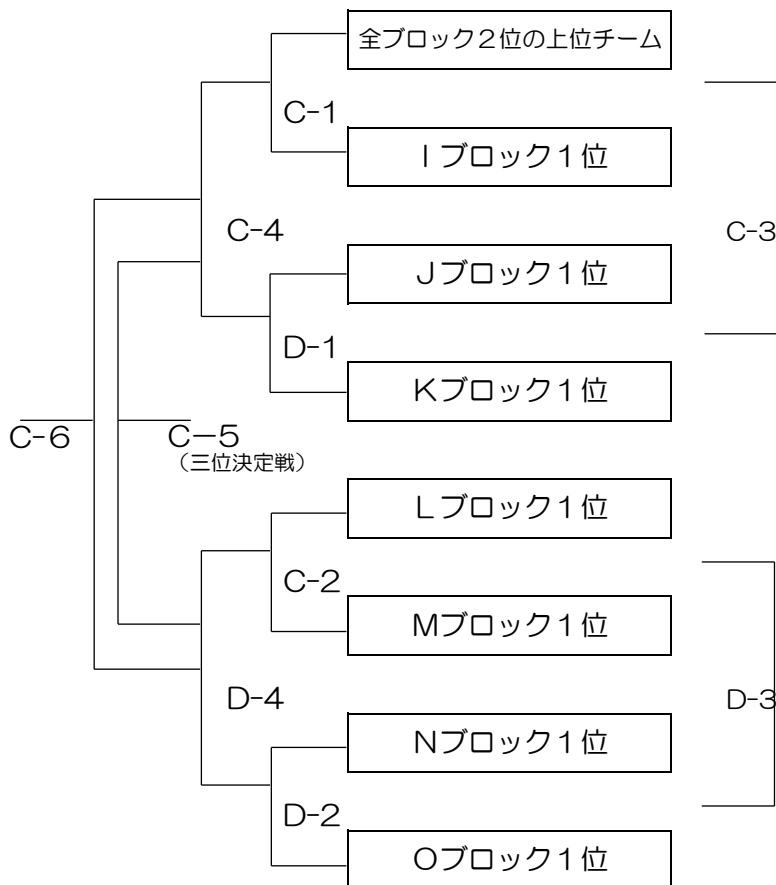 全ブロック２位の上位チーム
C-1
Ｉブロック１位
C-4
C-3
Ｊブロック１位
D-1
Ｋブロック１位
C-6
C－5
（三位決定戦）
Ｌブロック１位
C-2
Ｍブロック１位
D-4
D-3
Ｎブロック１位
D-2
Ｏブロック１位